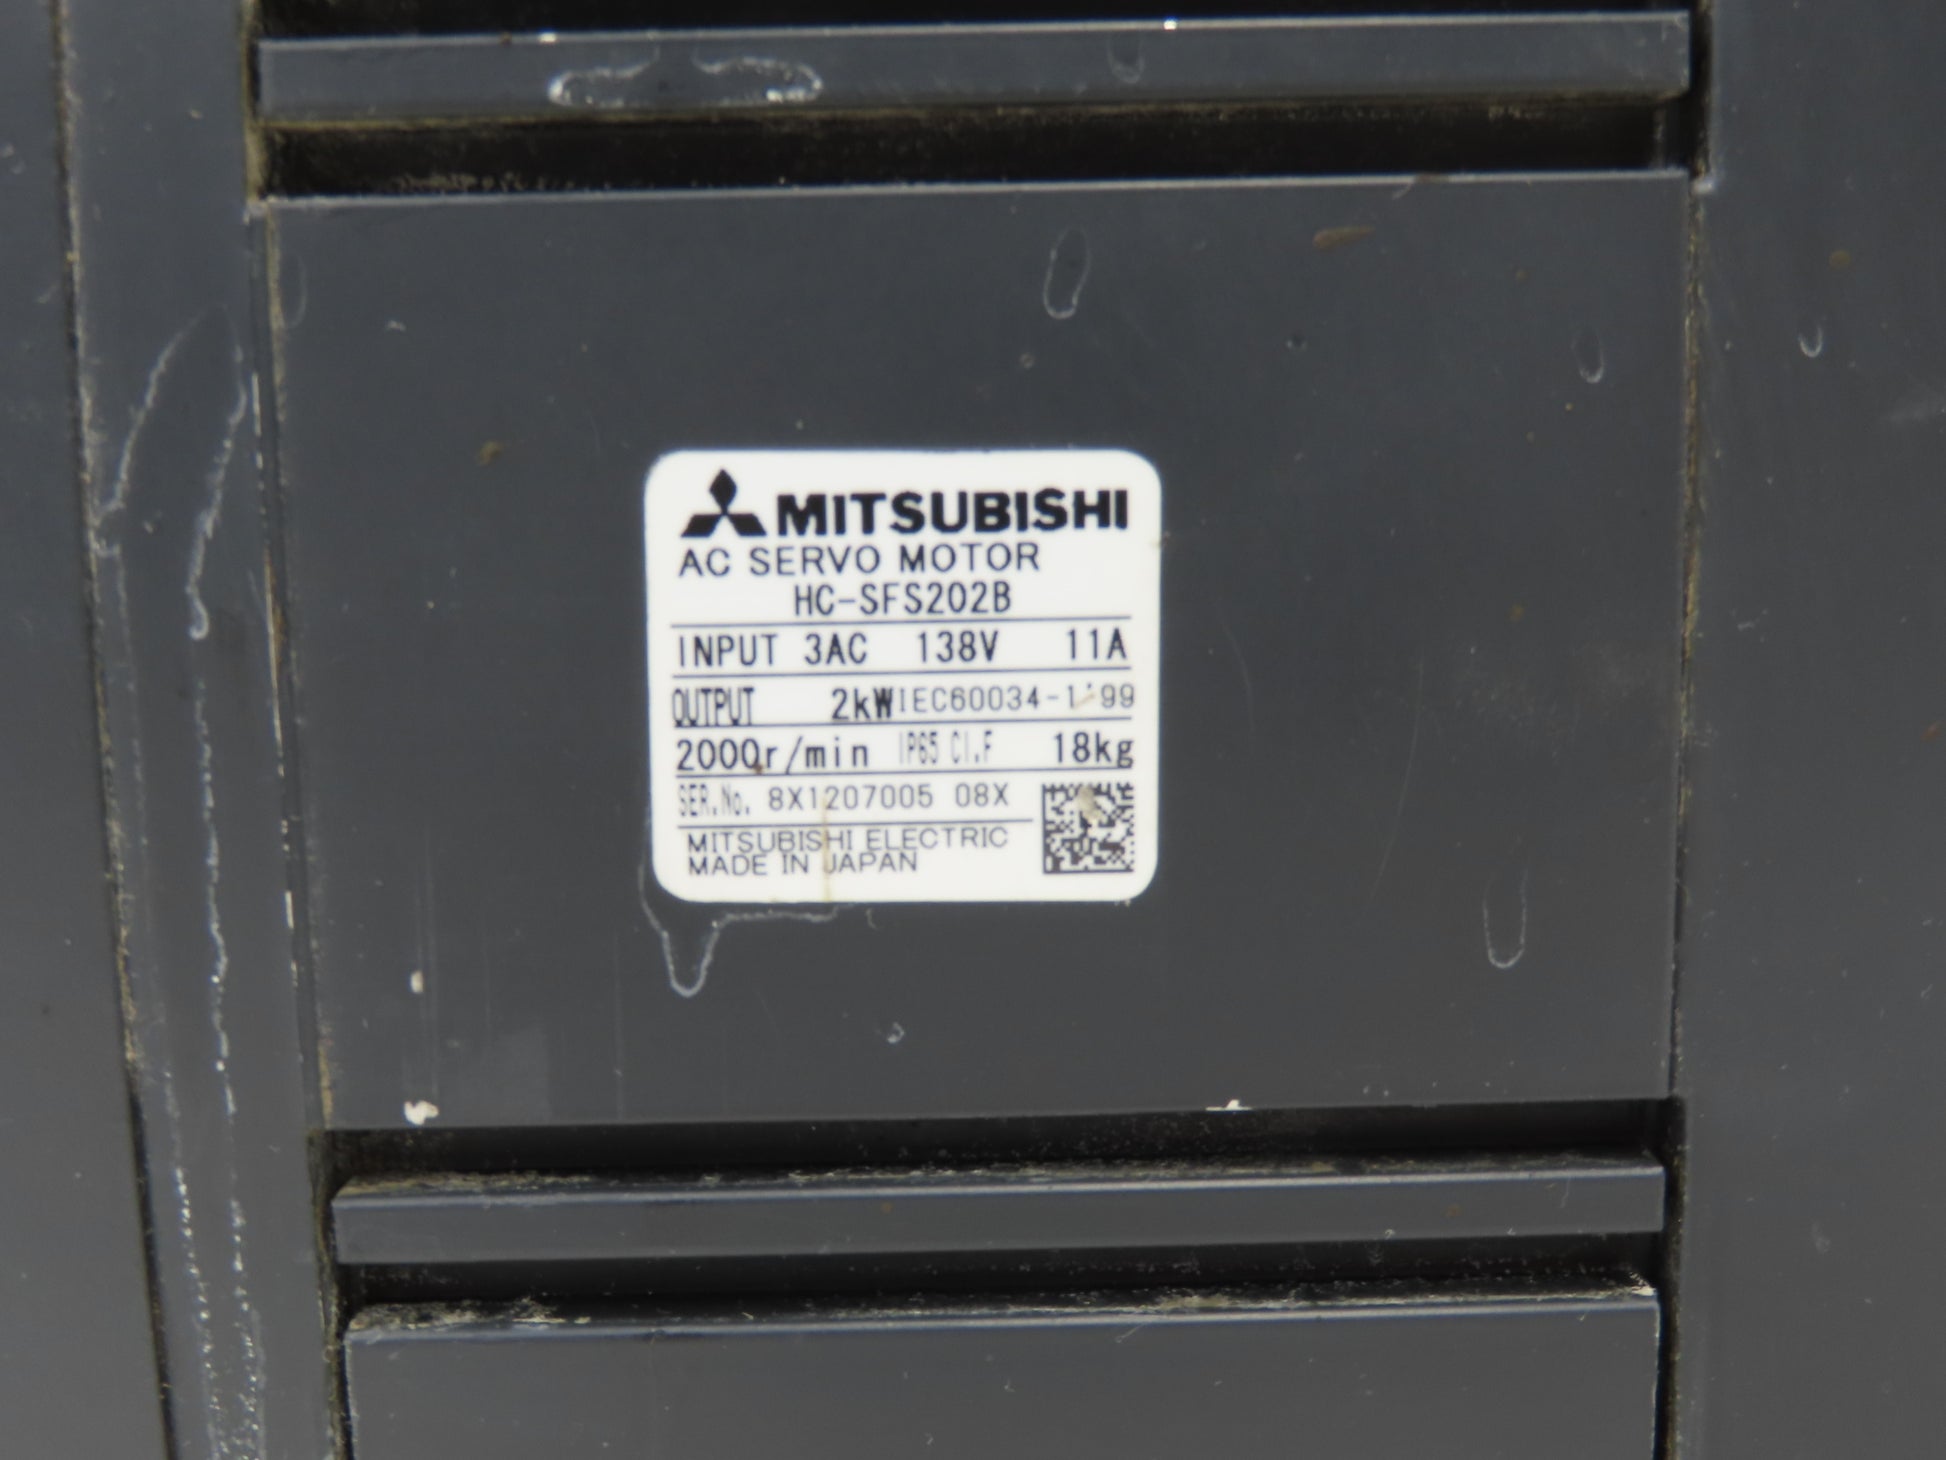 MITSUBISHI
AC SERVO MOTOR
HC-SFS202B
INPUT 3AC 138V 11A
OUTPUT 2kW IEC60034-1'99
2000r/min IP65 Cl.F 18kg
SER.No. 8X1207005 08X
MITSUBISHI ELECTRIC
MADE IN JAPAN